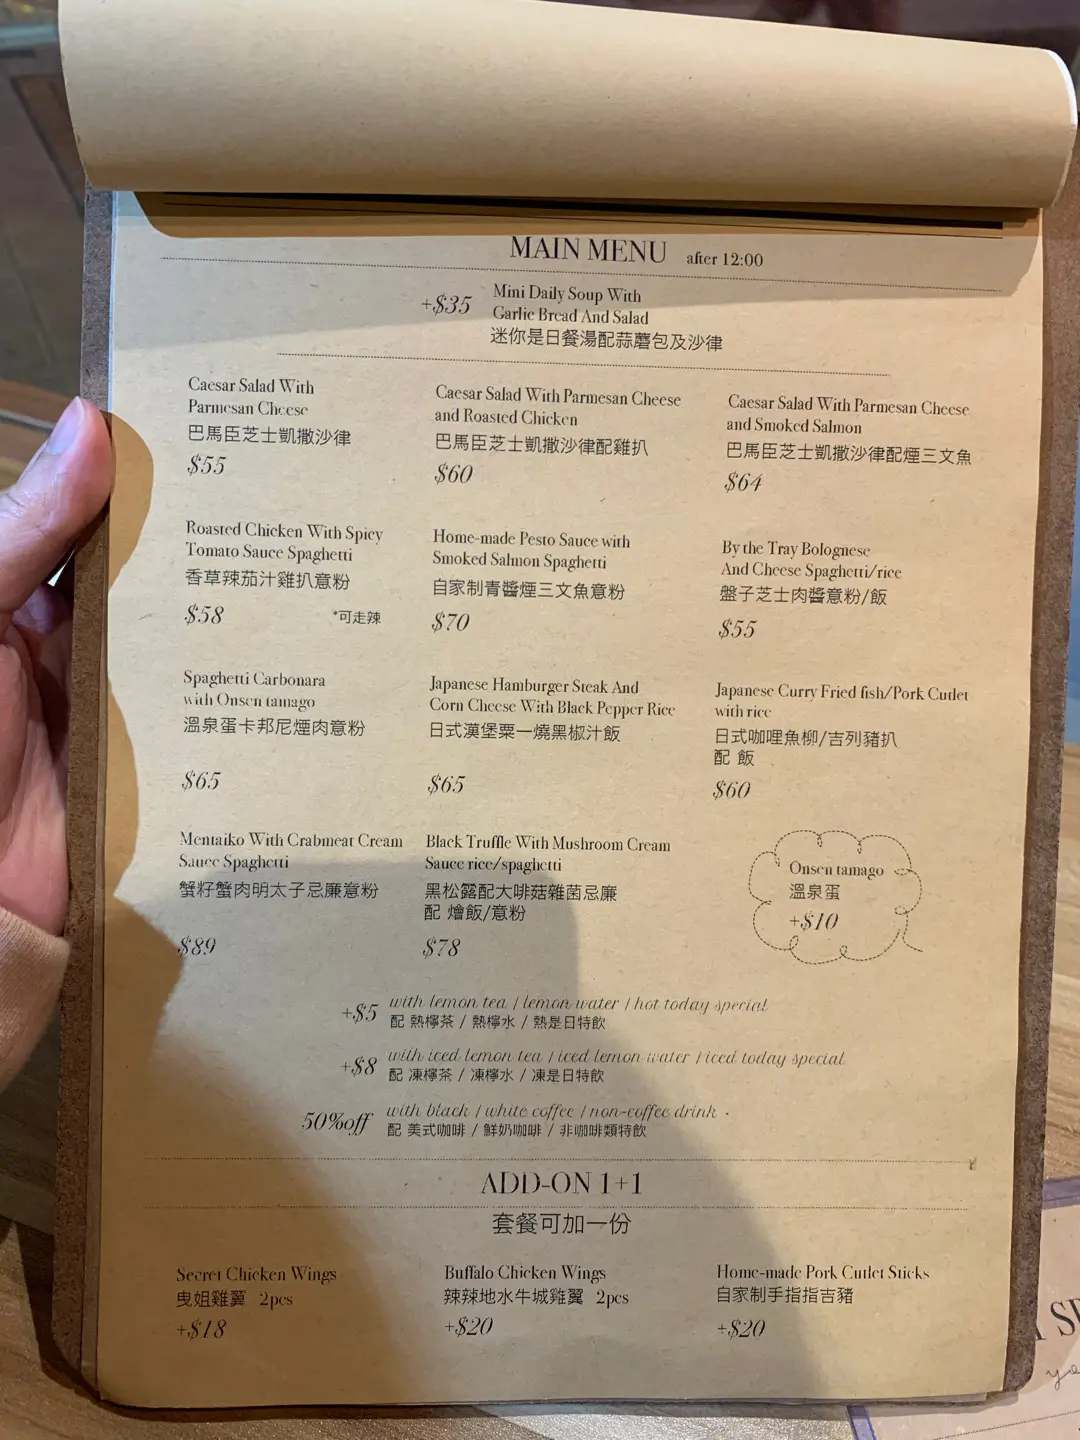 MAIN MENU after 12:00
+$35
Mini Daily Soup With
Garlic Bread And Salad
迷你是日餐湯配蒜蘑包及沙律
Caesar Salad With
Parmesan Cheese
巴馬臣芝士凱撒沙律
$55
Caesar Salad With Parmesan Cheese
and Roasted Chicken
巴馬臣芝士凱撒沙律配雞扒
$60
Caesar Salad With Parmesan Cheese
and Smoked Salmon
巴馬臣芝士凱撒沙律配煙三文魚
$64
Roasted Chicken With Spicy
Tomato Sauce Spaghetti
香草辣茄汁雞扒意粉
$58 *可走辣
Home-made Pesto Sauce with
Smoked Salmon Spaghetti
自家制青醬煙三文魚意粉
$70
By the Tray Bolognese
And Cheese Spaghetti/rice
盤子芝士肉醬意粉/飯
$55
Spaghetti Carbonara
with Onsen tamago
溫泉蛋卡邦尼煙肉意粉
$65
Japanese Hamburger Steak And
Corn Cheese With Black Pepper Rice
日式漢堡粟一燒黑椒汁飯
$65
Japanese Curry Fried fish/Pork Cutlet
with rice
日式咖哩魚柳/吉列豬扒
配 飯
$60
Mentaiko With Crabmeat Cream
Sauce Spaghetti
蟹籽蟹肉明太子忌廉意粉
$89
Black Truffle With Mushroom Cream
Sauce rice/spaghetti
黑松露配大啡菇雜菌忌廉
配 燴飯/意粉
$78
Onsen tamago
溫泉蛋
+$10
+$5 with lemon tea / lemon water / hot today special
配 熱檸茶 / 熱檸水 / 熱是日特飲
+$8 with iced lemon tea / iced lemon water / iced today special
配 凍檸茶 / 凍檸水 / 凍是日特飲
50%off with black / white coffee / non-coffee drink
配 美式咖啡 / 鮮奶咖啡 / 非咖啡類特飲
ADD-ON 1+1
套餐可加一份
Secret Chicken Wings
曳姐雞翼 2pcs
+$18
Buffalo Chicken Wings
辣辣地水牛城雞翼 2pcs
+$20
Home-made Pork Cutlet Sticks
自家制手指指吉豬
+$20